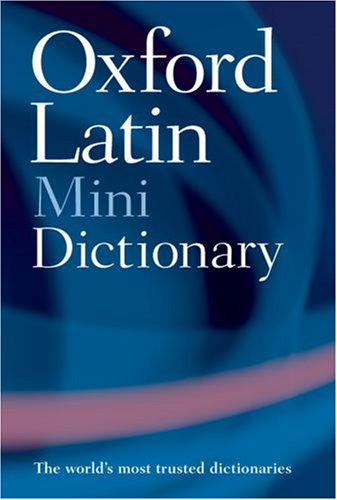 Oxford
Latin
Mini
Dictionary
The world's most trusted dictionaries